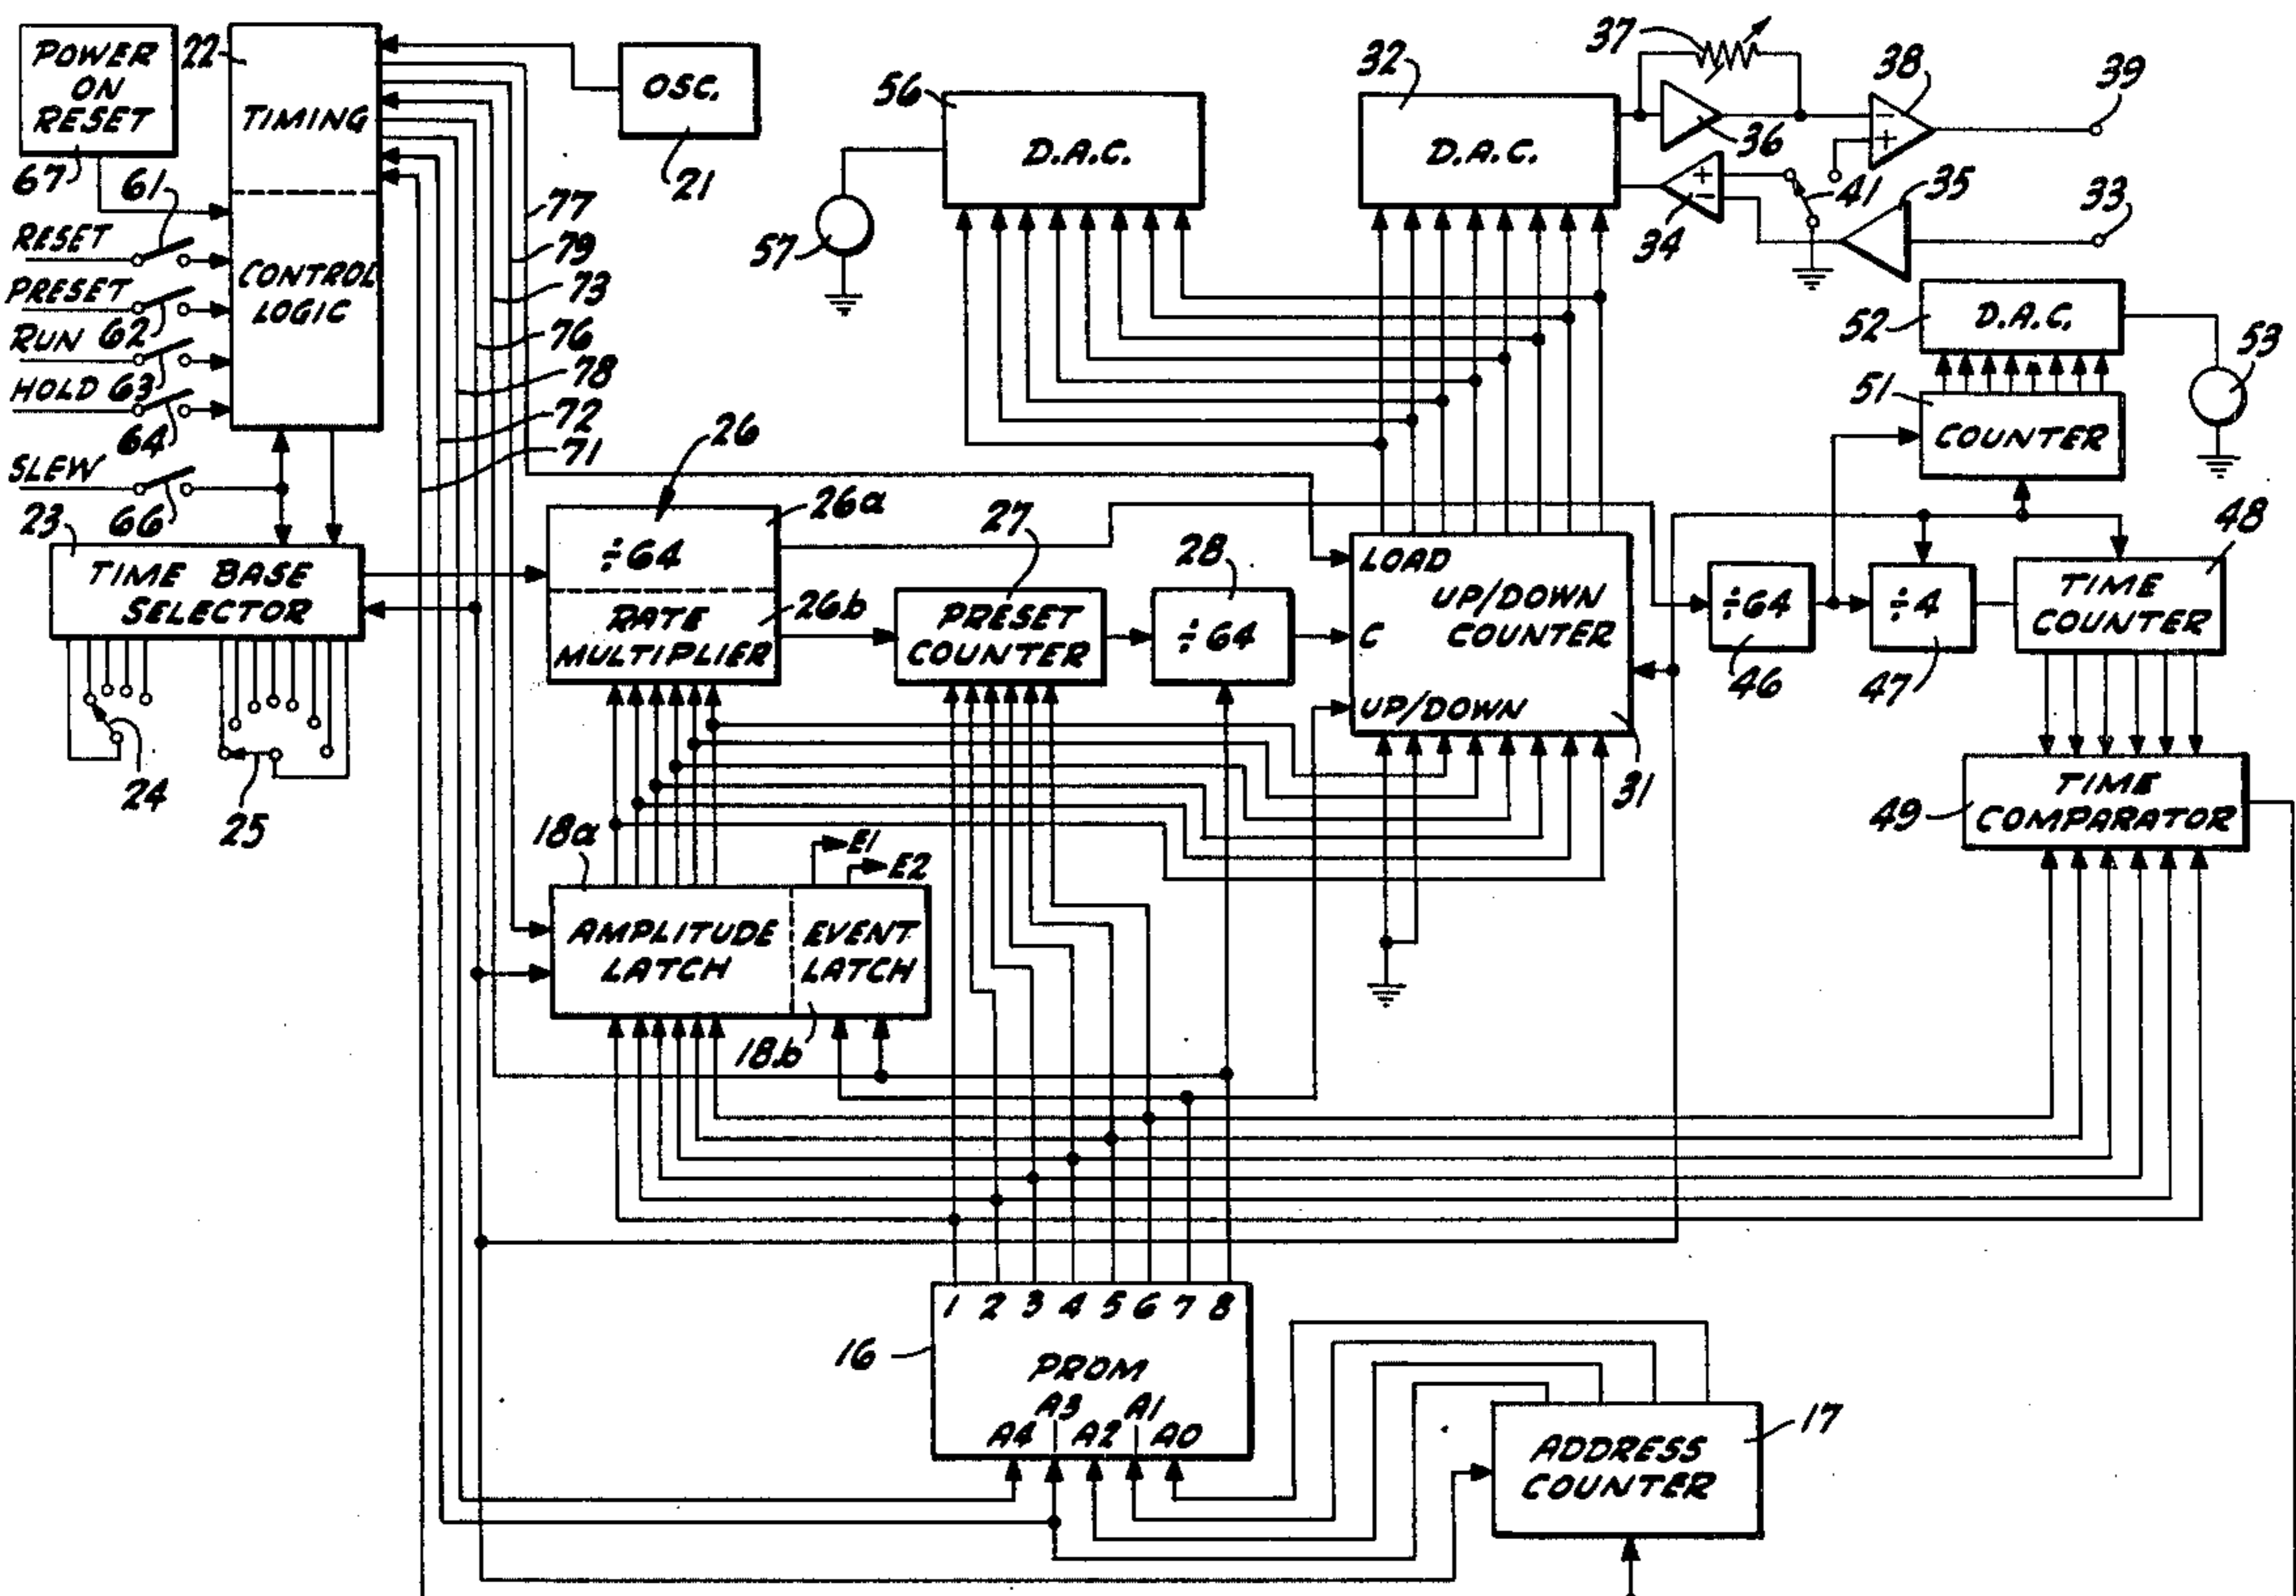 POWER
ON
RESET
67
22
TIMING
CONTROL
LOGIC
OSC.
21
61
RESET
PRESET
62
RUN
63
HOLD
64
SLEW
66
77
79
73
76
78
72
71
56
D.A.C.
57
32
D.A.C.
37
36
-
+
38
39
+
-
34
41
35
33
52
D.A.C.
53
51
COUNTER
23
TIME BASE
SELECTOR
24
25
26
26a
÷64
RATE
MULTIPLIER
26b
27
PRESET
COUNTER
28
÷64
LOAD
UP/DOWN
COUNTER
C
UP/DOWN
31
÷64
46
÷4
47
48
TIME
COUNTER
49
TIME
COMPARATOR
18a
E1
E2
AMPLITUDE
LATCH
EVENT
LATCH
18b
1 2 3 4 5 6 7 8
16
PROM
A3 A1
A4 A2 A0
17
ADDRESS
COUNTER